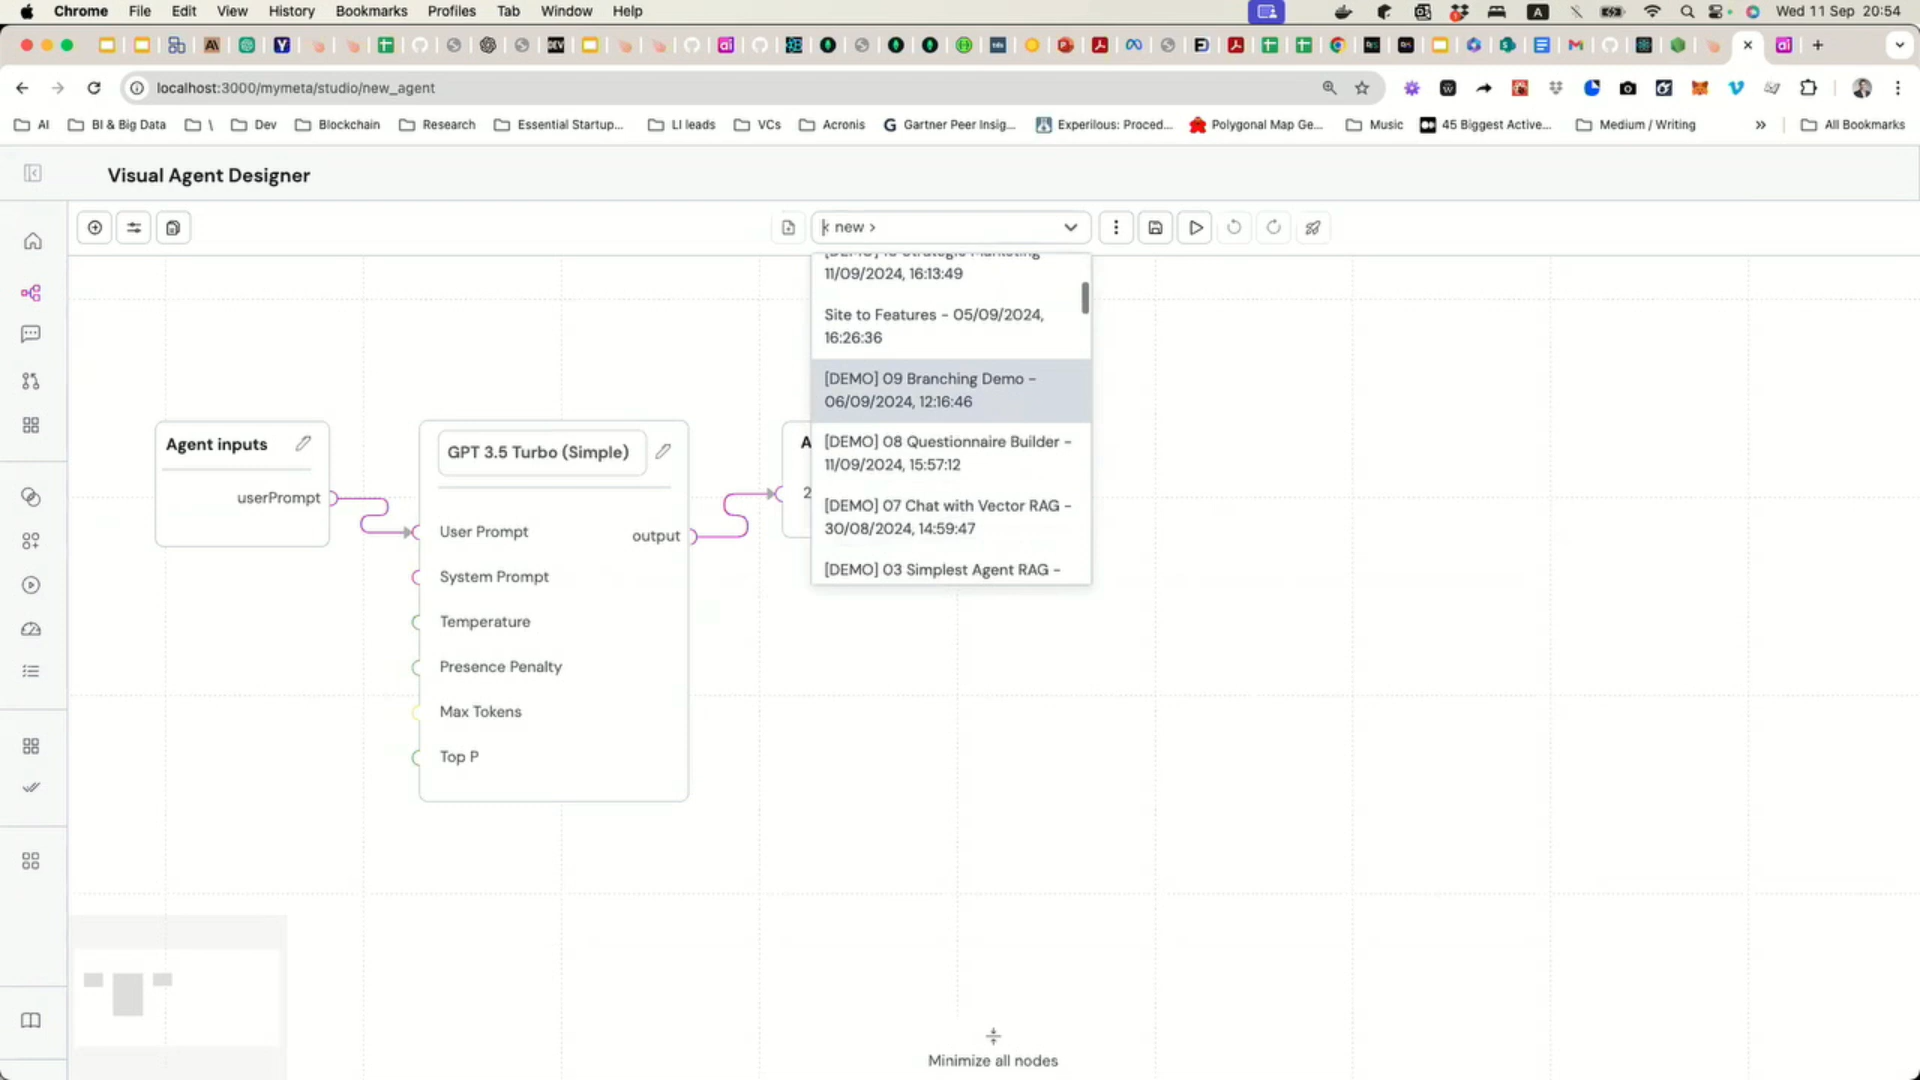 Chrome File Edit View History Bookmarks Profiles Tab Window Help Wed 11 Sep 20:54
localhost:3000/mymeta/studio/new_agent
AI BI & Big Data \ Dev Blockchain Research Essential Startup... LI leads VCs Acronis Gartner Peer Insig... Experilous: Proced... Polygonal Map Ge... Music 45 Biggest Active... Medium / Writing » All Bookmarks
Visual Agent Designer
< new >
[DEMO] 10 Strategic Marketing
11/09/2024, 16:13:49
Site to Features - 05/09/2024,
16:26:36
[DEMO] 09 Branching Demo -
06/09/2024, 12:16:46
[DEMO] 08 Questionnaire Builder -
11/09/2024, 15:57:12
[DEMO] 07 Chat with Vector RAG -
30/08/2024, 14:59:47
[DEMO] 03 Simplest Agent RAG -
Agent inputs
userPrompt
GPT 3.5 Turbo (Simple)
User Prompt
output
System Prompt
Temperature
Presence Penalty
Max Tokens
Top P
A
2
Minimize all nodes